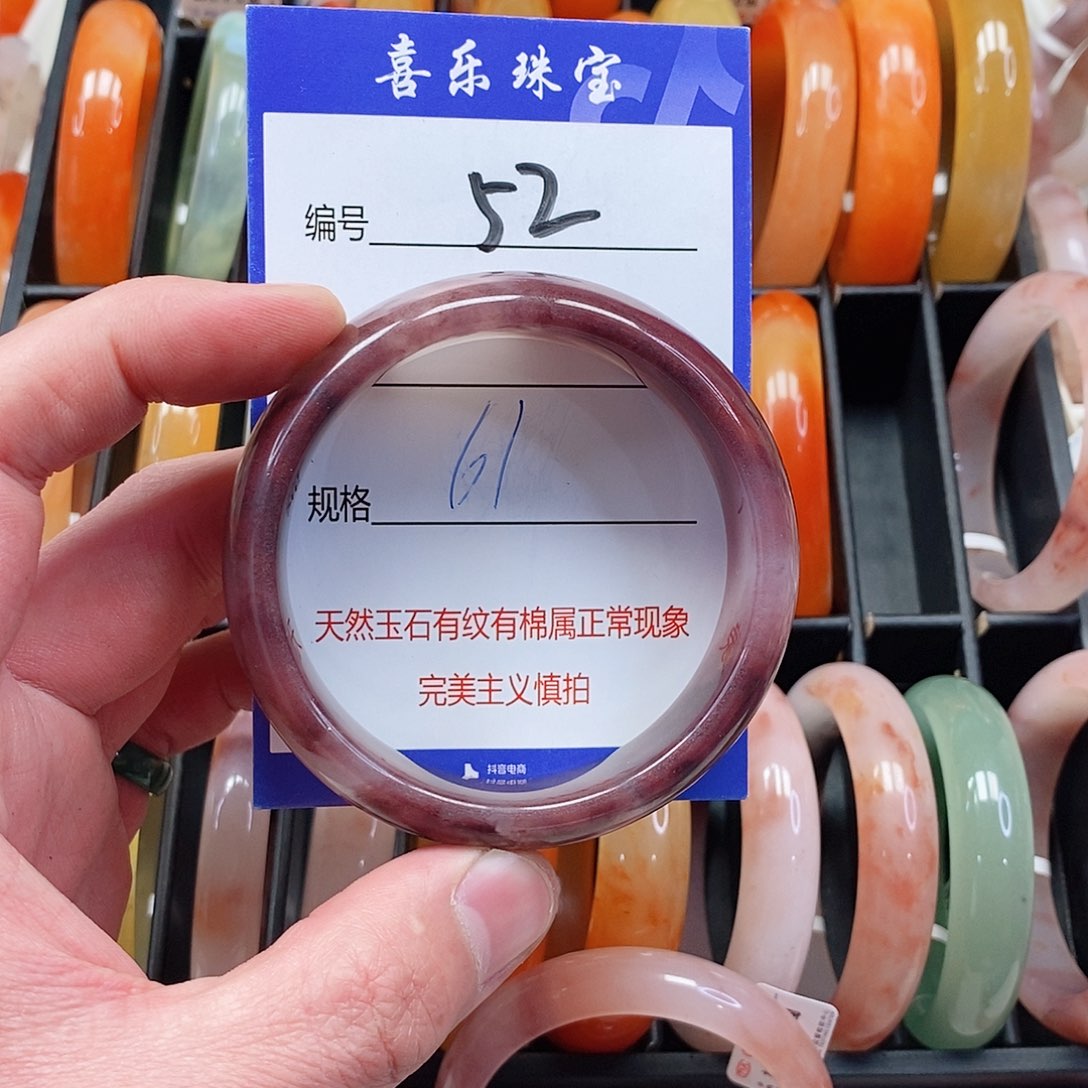 喜乐珠宝
编号 52
规格 61
天然玉石有纹有棉属正常现象
完美主义慎拍
抖音电商